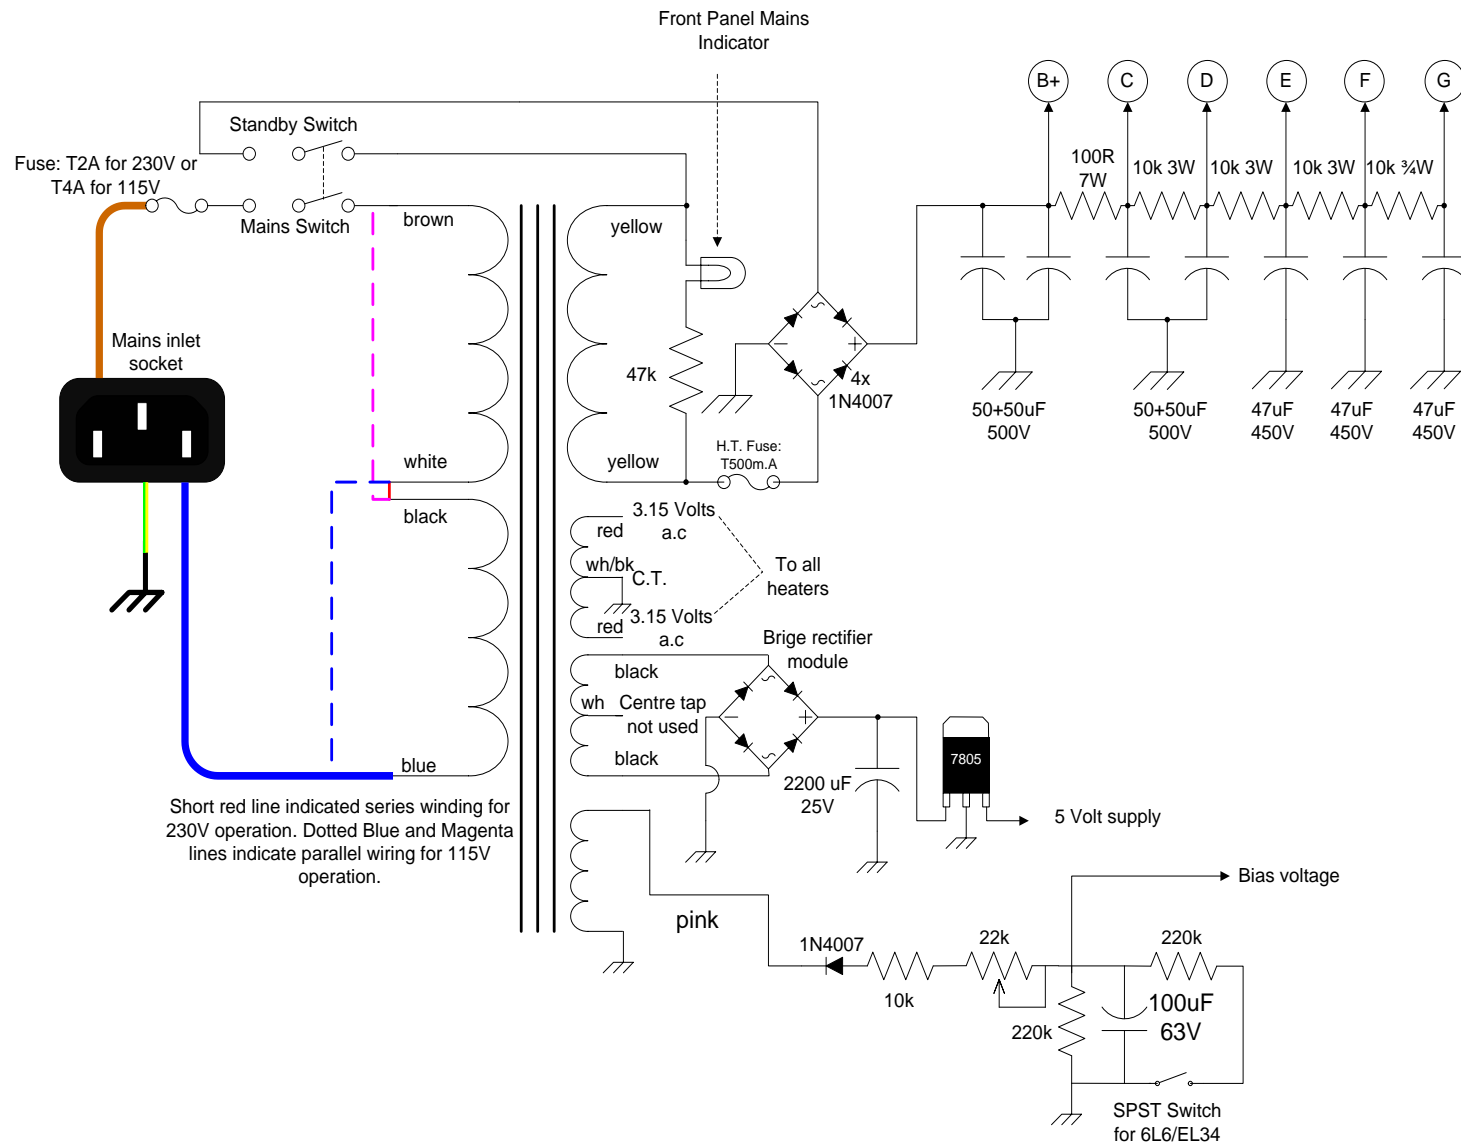 Front Panel Mains
Indicator
B+
C
D
E
F
G
Standby Switch
Fuse: T2A for 230V or
T4A for 115V
100R
7W
10k 3W
10k 3W
10k 3W
10k ¾W
Mains Switch
brown
yellow
Mains inlet
socket
47k
4x
1N4007
50+50uF
500V
50+50uF
500V
47uF
450V
47uF
450V
47uF
450V
white
yellow
H.T. Fuse:
T500m.A
black
red
3.15 Volts
a.c
wh/bk
C.T.
To all
heaters
red
3.15 Volts
a.c
Brige rectifier
module
black
wh
Centre tap
not used
black
blue
7805
2200 uF
25V
5 Volt supply
Short red line indicated series winding for
230V operation. Dotted Blue and Magenta
lines indicate parallel wiring for 115V
operation.
Bias voltage
pink
1N4007
22k
220k
10k
100uF
63V
220k
SPST Switch
for 6L6/EL34